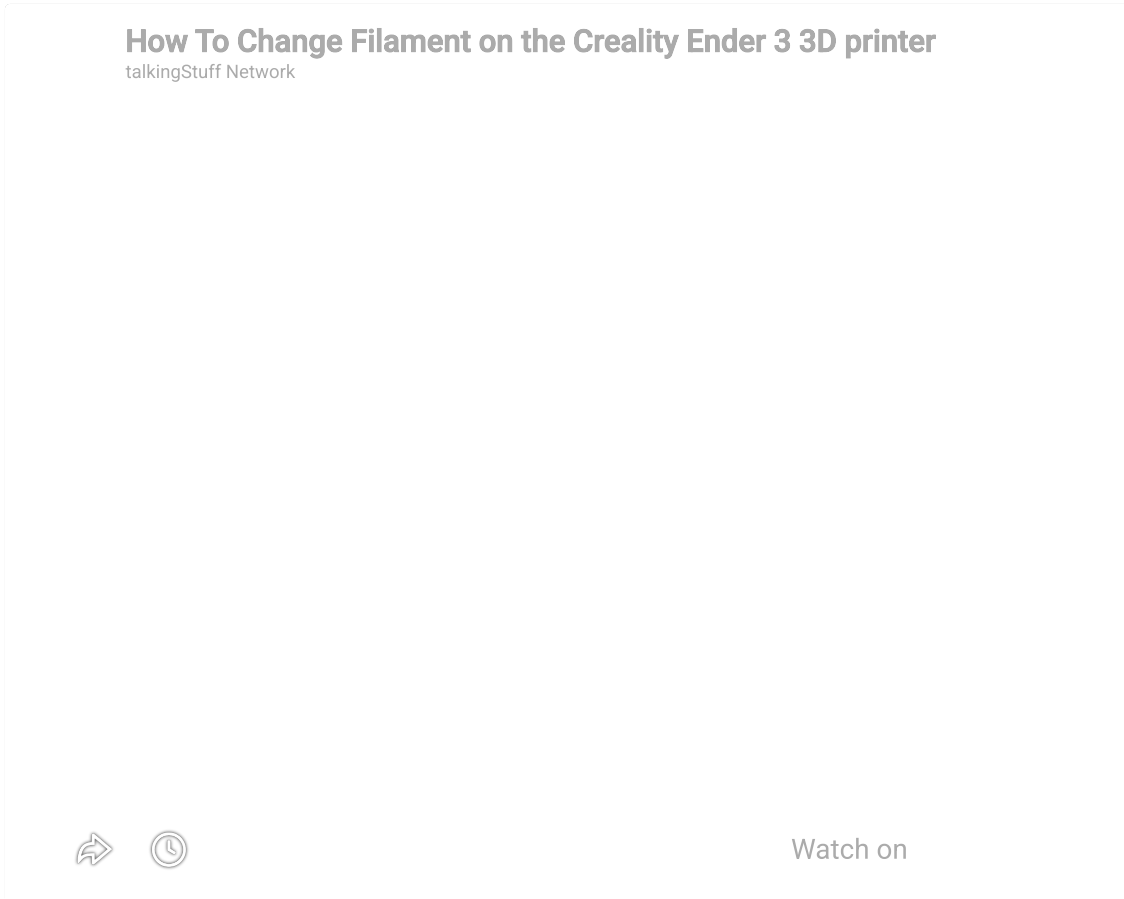 How To Change Filament on the Creality Ender 3 3D printer
talkingStuff Network
Watch on